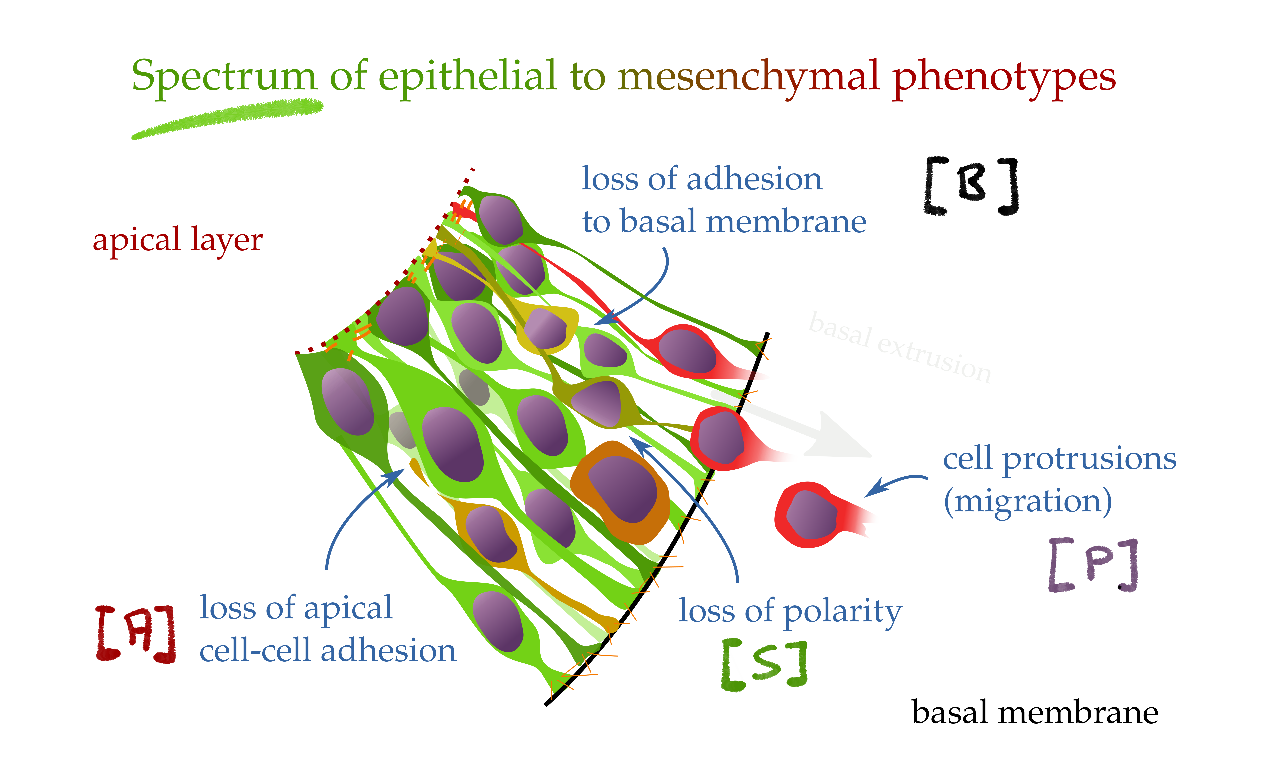 Spectrum of epithelial to mesenchymal phenotypes
loss of adhesion
to basal membrane
[B]
apical layer
basal extrusion
cell protrusions
(migration)
[P]
[A]
loss of apical
cell-cell adhesion
loss of polarity
[S]
basal membrane